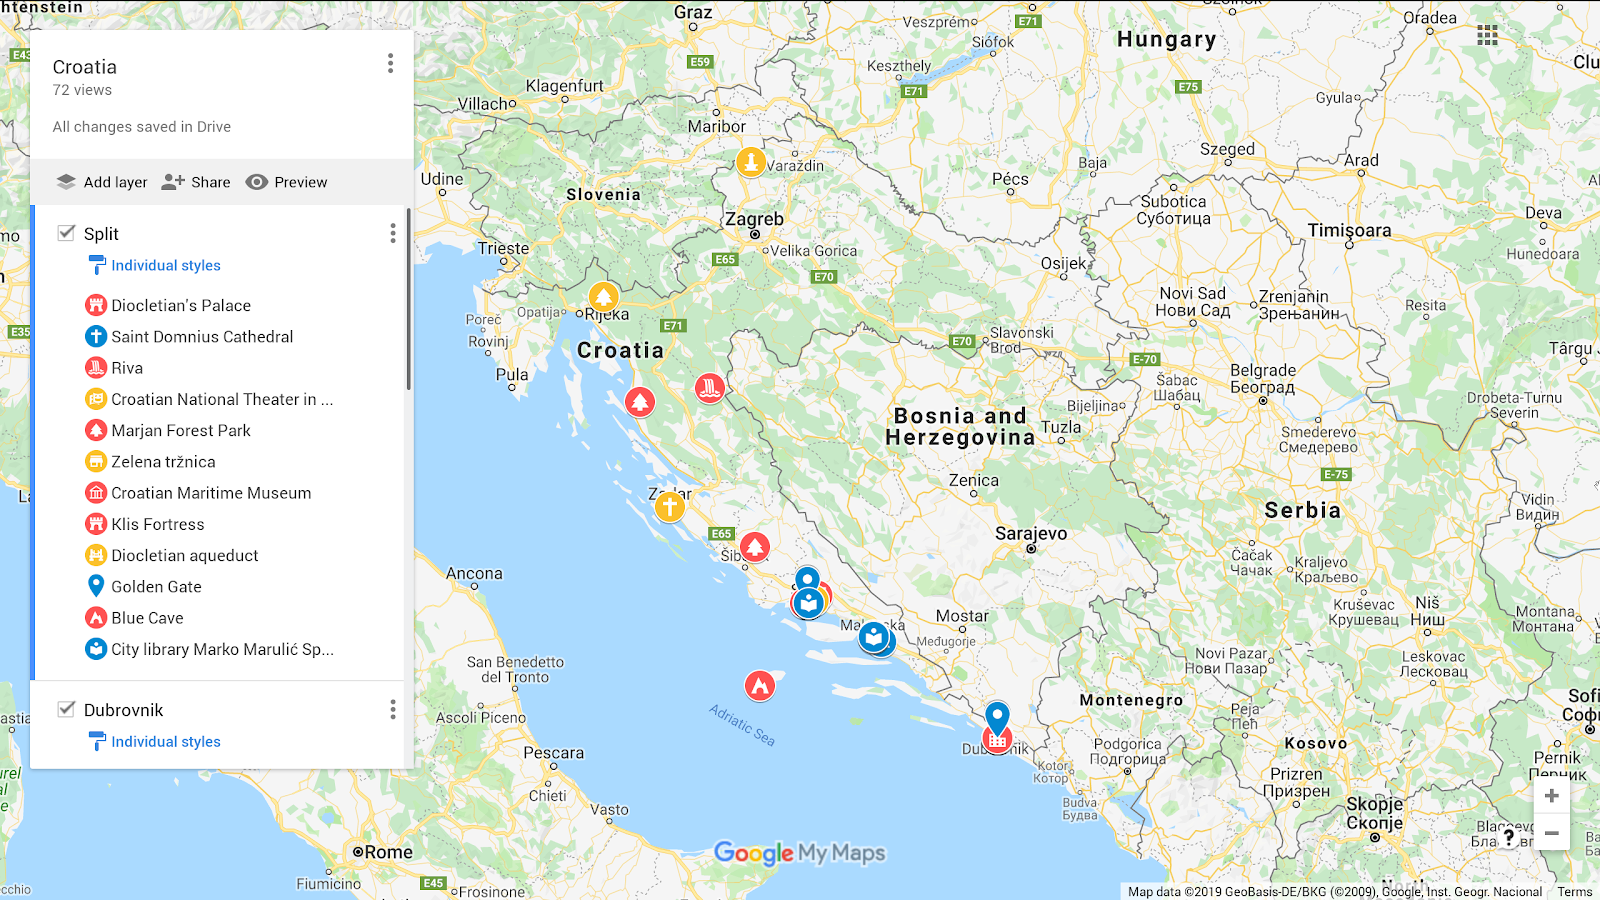 Croatia
72 views
All changes saved in Drive
Add layer Share Preview
Split
Individual styles
Diocletian's Palace
Saint Domnius Cathedral
Riva
Croatian National Theater in ...
Marjan Forest Park
Zelena tržnica
Croatian Maritime Museum
Klis Fortress
Diocletian aqueduct
Golden Gate
Blue Cave
City library Marko Marulić Sp...
Dubrovnik
Individual styles
Graz
Veszprém
E71
Oradea
Hungary
Siófok
E59
Keszthely
Klagenfurt
E71
E75
Villach
Gyula
Maribor
Szeged
Arad
Varaždin
Baja
Udine
Pécs
Slovenia
Subotica
Суботица
Deva
Zagreb
Timișoara
Trieste
Velika Gorica
Hunedoara
E65
E70
Osijek
Novi Sad
Нови Сад
Zrenjanin
Зрењанин
Resita
Opatija
Rijeka
Poreč
Rovinj
E71
Slavonski
Brod
E70
Croatia
E-70
Târgu
Pula
Belgrade
Београд
Šabac
Шабац
Drobeta-Turnu
Severin
Bijeljina
Bosnia and
Herzegovina
Tuzla
Smederevo
Смедерево
E-75
Zenica
Vidin
Видин
Serbia
E65
Sarajevo
Čačak
Чачак
Kraljevo
Краљево
Ancona
Kruševac
Крушевац
Niš
Ниш
Montana
Монтана
Mostar
Međugorje
Novi Pazar
Нови Пазар
Leskovac
Лесковац
San Benedetto
del Tronto
Montenegro
Adriatic Sea
Ascoli Piceno
Peja
Пећ
Kosovo
Podgorica
Подгорица
Pescara
Kotor
Котор
Pernik
Перник
Prizren
Призрен
Chieti
Budva
Будва
Vasto
Skopje
Скопје
Rome
Google My Maps
Fiumicino
E45
Frosinone
Map data ©2019 GeoBasis-DE/BKG (©2009), Google, Inst. Geogr. Nacional Terms